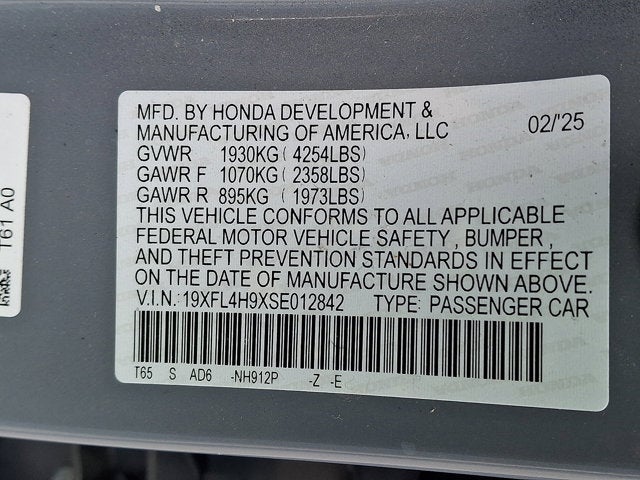 MFD. BY HONDA DEVELOPMENT &
MANUFACTURING OF AMERICA, LLC 02/'25
GVWR 1930KG ( 4254LBS)
GAWR F 1070KG ( 2358LBS)
GAWR R 895KG ( 1973LBS)
THIS VEHICLE CONFORMS TO ALL APPLICABLE
FEDERAL MOTOR VEHICLE SAFETY , BUMPER ,
AND THEFT PREVENTION STANDARDS IN EFFECT
ON THE DATE OF MANUFACTURE SHOWN ABOVE.
V.I.N.: 19XFL4H9XSE012842 TYPE: PASSENGER CAR
T65 S AD6 -NH912P -Z -E
T61 A0